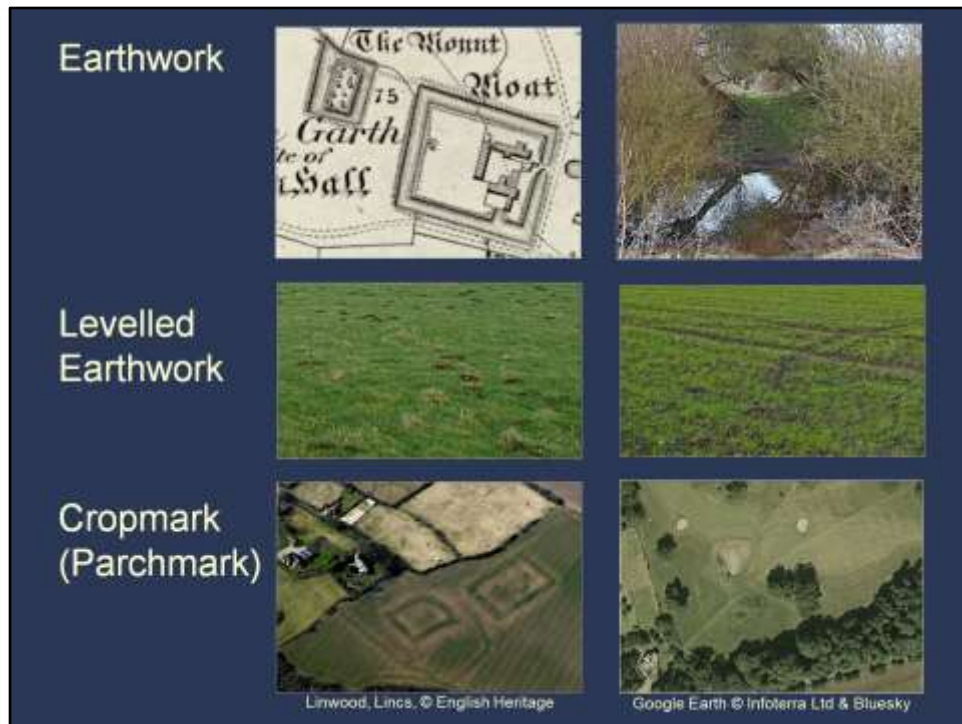 Earthwork
The Mount
Moat
75
Garth
te of
Hall
Levelled
Earthwork
Cropmark
(Parchmark)
Linwood, Lincs, © English Heritage
Google Earth © Infoterra Ltd & Bluesky